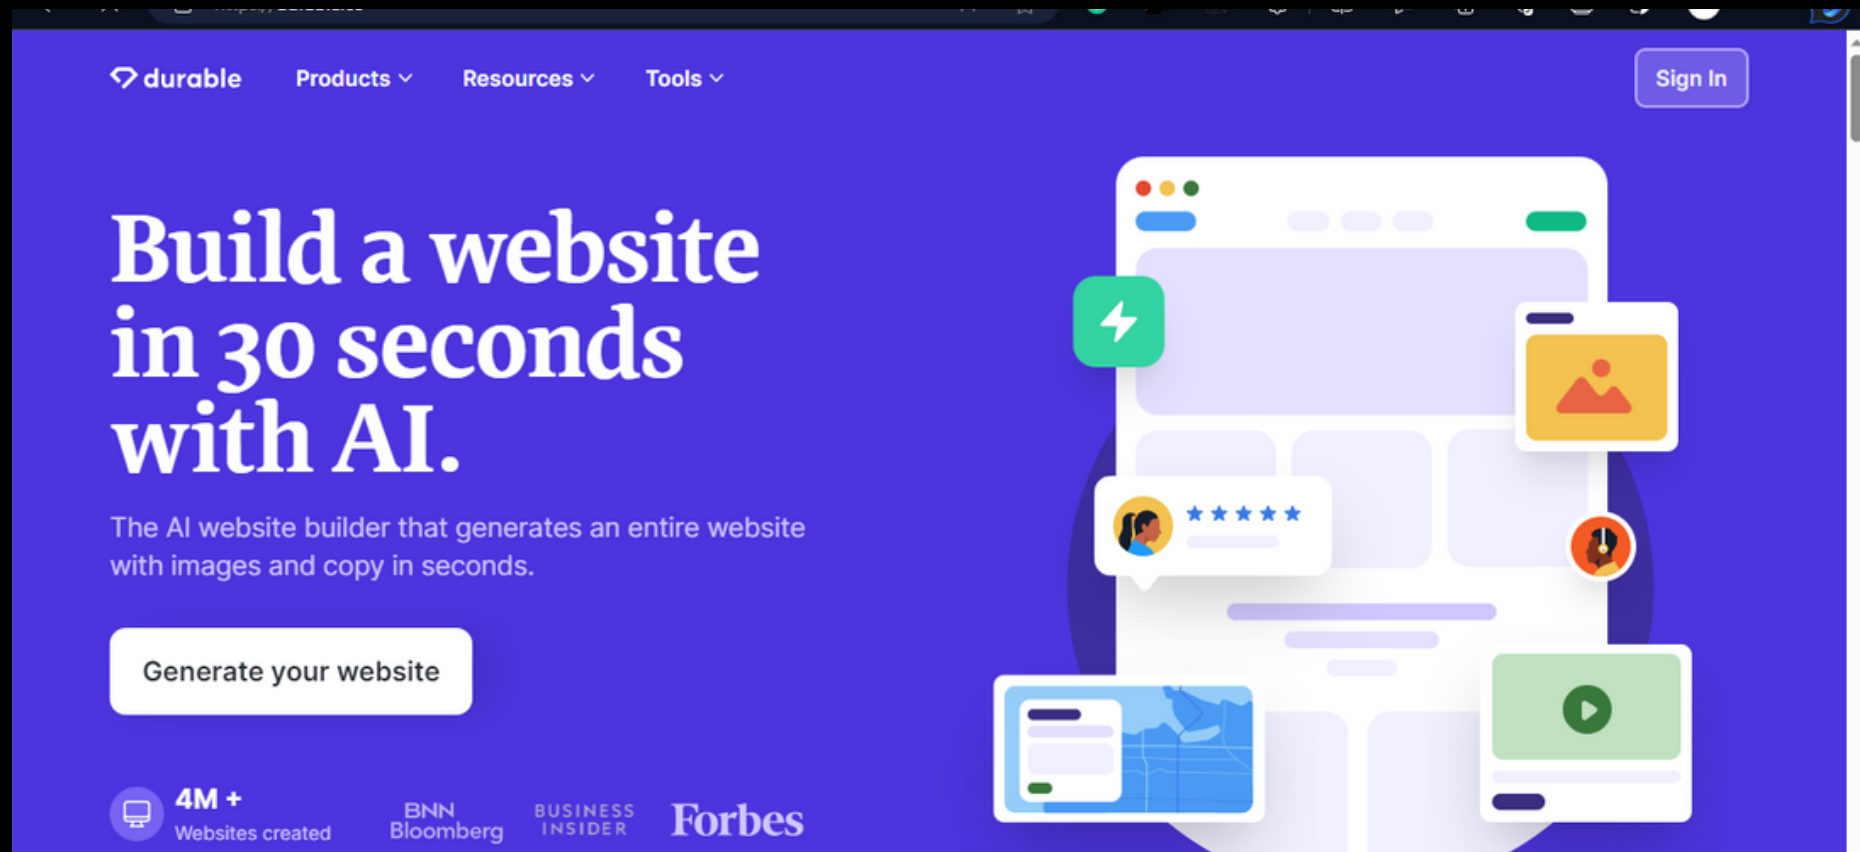 durable
Products
Resources
Tools
Sign In
Build a website
in 30 seconds
with AI.
The AI website builder that generates an entire website
with images and copy in seconds.
Generate your website
4M +
Websites created
BNN
Bloomberg
BUSINESS
INSIDER
Forbes